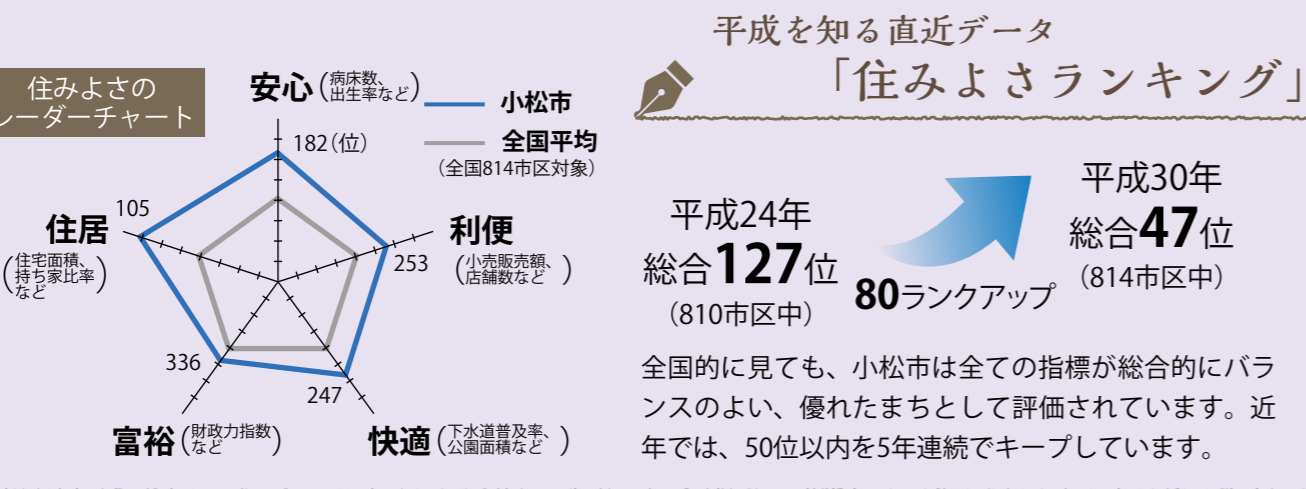 住みよさの
レーダーチャート
安心(病床数、出生率など)
小松市
全国平均
(全国814市区対象)
182(位)
住居
105
(住宅面積、持ち家比率など)
利便
253
(小売販売額、店舗数など)
336
247
富裕(財政力指数など)
快適(下水道普及率、公園面積など)
平成を知る直近データ
「住みよさランキング」
平成24年
総合127位
(810市区中)
80ランクアップ
平成30年
総合47位
(814市区中)
全国的に見ても、小松市は全ての指標が総合的にバラ
ンスのよい、優れたまちとして評価されています。近
年では、50位以内を5年連続でキープしています。